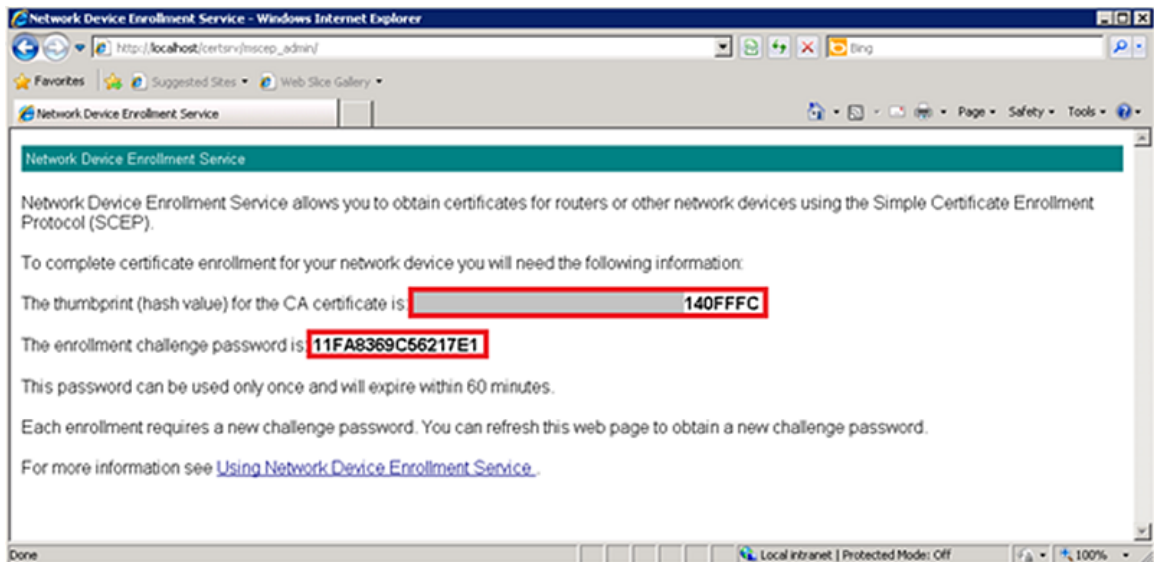 Network Device Enrollment Service - Windows Internet Explorer
http://localhost/certsrv/mscep_admin/
Bing
Favorites Suggested Sites Web Slice Gallery
Network Device Enrollment Service
Page Safety Tools
Network Device Enrollment Service
Network Device Enrollment Service allows you to obtain certificates for routers or other network devices using the Simple Certificate Enrollment
Protocol (SCEP).
To complete certificate enrollment for your network device you will need the following information:
The thumbprint (hash value) for the CA certificate is: 140FFFC
The enrollment challenge password is: 11FA8369C56217E1
This password can be used only once and will expire within 60 minutes.
Each enrollment requires a new challenge password. You can refresh this web page to obtain a new challenge password.
For more information see Using Network Device Enrollment Service .
Done Local intranet | Protected Mode: Off 100%